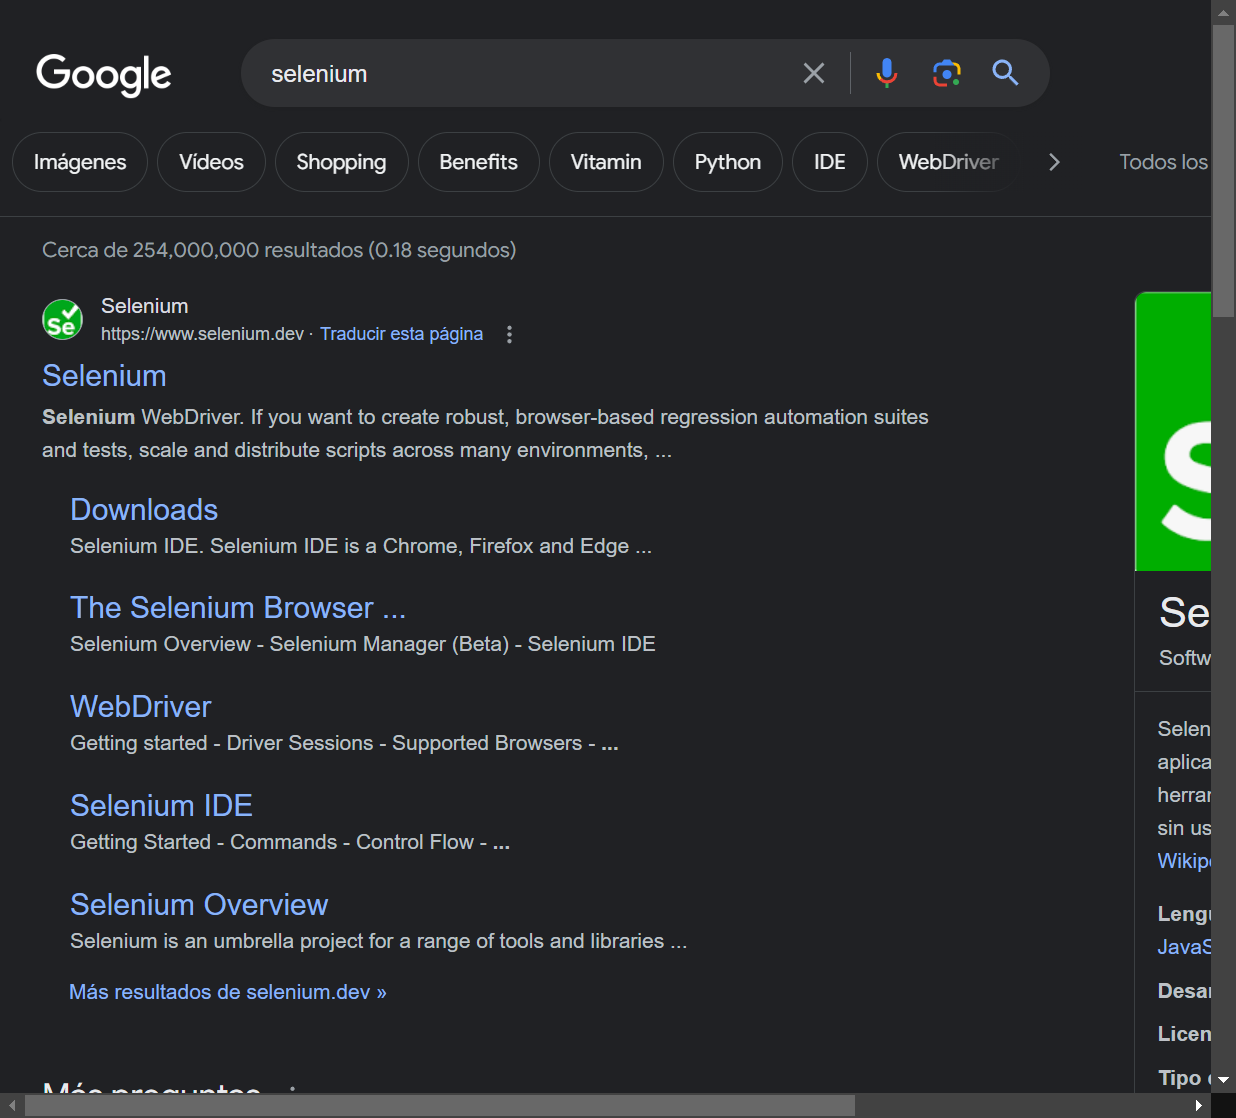 Google
selenium
Imágenes
Vídeos
Shopping
Benefits
Vitamin
Python
IDE
WebDriver
Todos los
Cerca de 254,000,000 resultados (0.18 segundos)
Se
Selenium
https://www.selenium.dev · Traducir esta página
Selenium
Selenium WebDriver. If you want to create robust, browser-based regression automation suites
and tests, scale and distribute scripts across many environments, ...
Downloads
Selenium IDE. Selenium IDE is a Chrome, Firefox and Edge ...
The Selenium Browser ...
Selenium Overview - Selenium Manager (Beta) - Selenium IDE
WebDriver
Getting started - Driver Sessions - Supported Browsers - ...
Selenium IDE
Getting Started - Commands - Control Flow - ...
Selenium Overview
Selenium is an umbrella project for a range of tools and libraries ...
Más resultados de selenium.dev »
Más preguntas
S
Se
Softw
Selen
aplica
herrar
sin us
Wikip
Lengu
JavaS
Desar
Licen
Tipo